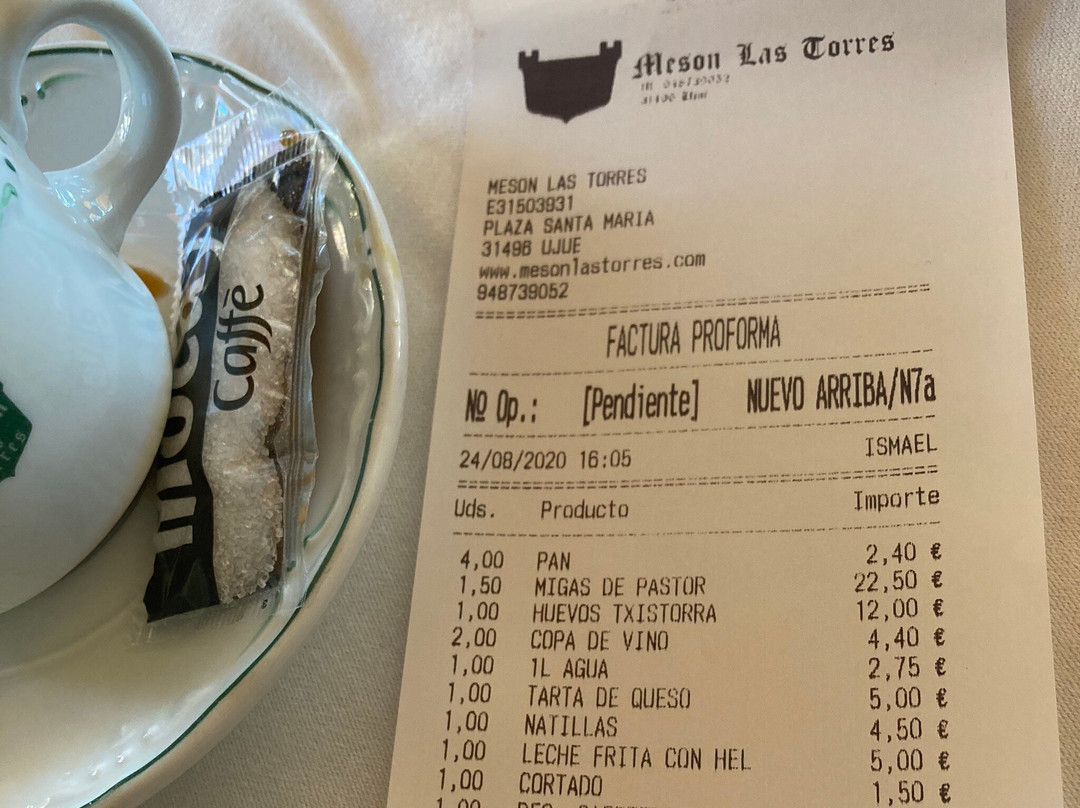 Meson Las Torres
MESON LAS TORRES
E31503931
PLAZA SANTA MARIA
31496 UJUE
www.mesonlastorres.com
948739052
FACTURA PROFORMA
Nº Op.: [Pendiente] NUEVO ARRIBA/N7a
24/08/2020 16:05 ISMAEL
Uds. Producto Importe
4,00 PAN 2,40 €
1,50 MIGAS DE PASTOR 22,50 €
1,00 HUEVOS TXISTORRA 12,00 €
2,00 COPA DE VINO 4,40 €
1,00 1L AGUA 2,75 €
1,00 TARTA DE QUESO 5,00 €
1,00 NATILLAS 4,50 €
1,00 LECHE FRITA CON HEL 5,00 €
1,00 CORTADO 1,50 €
Caffè